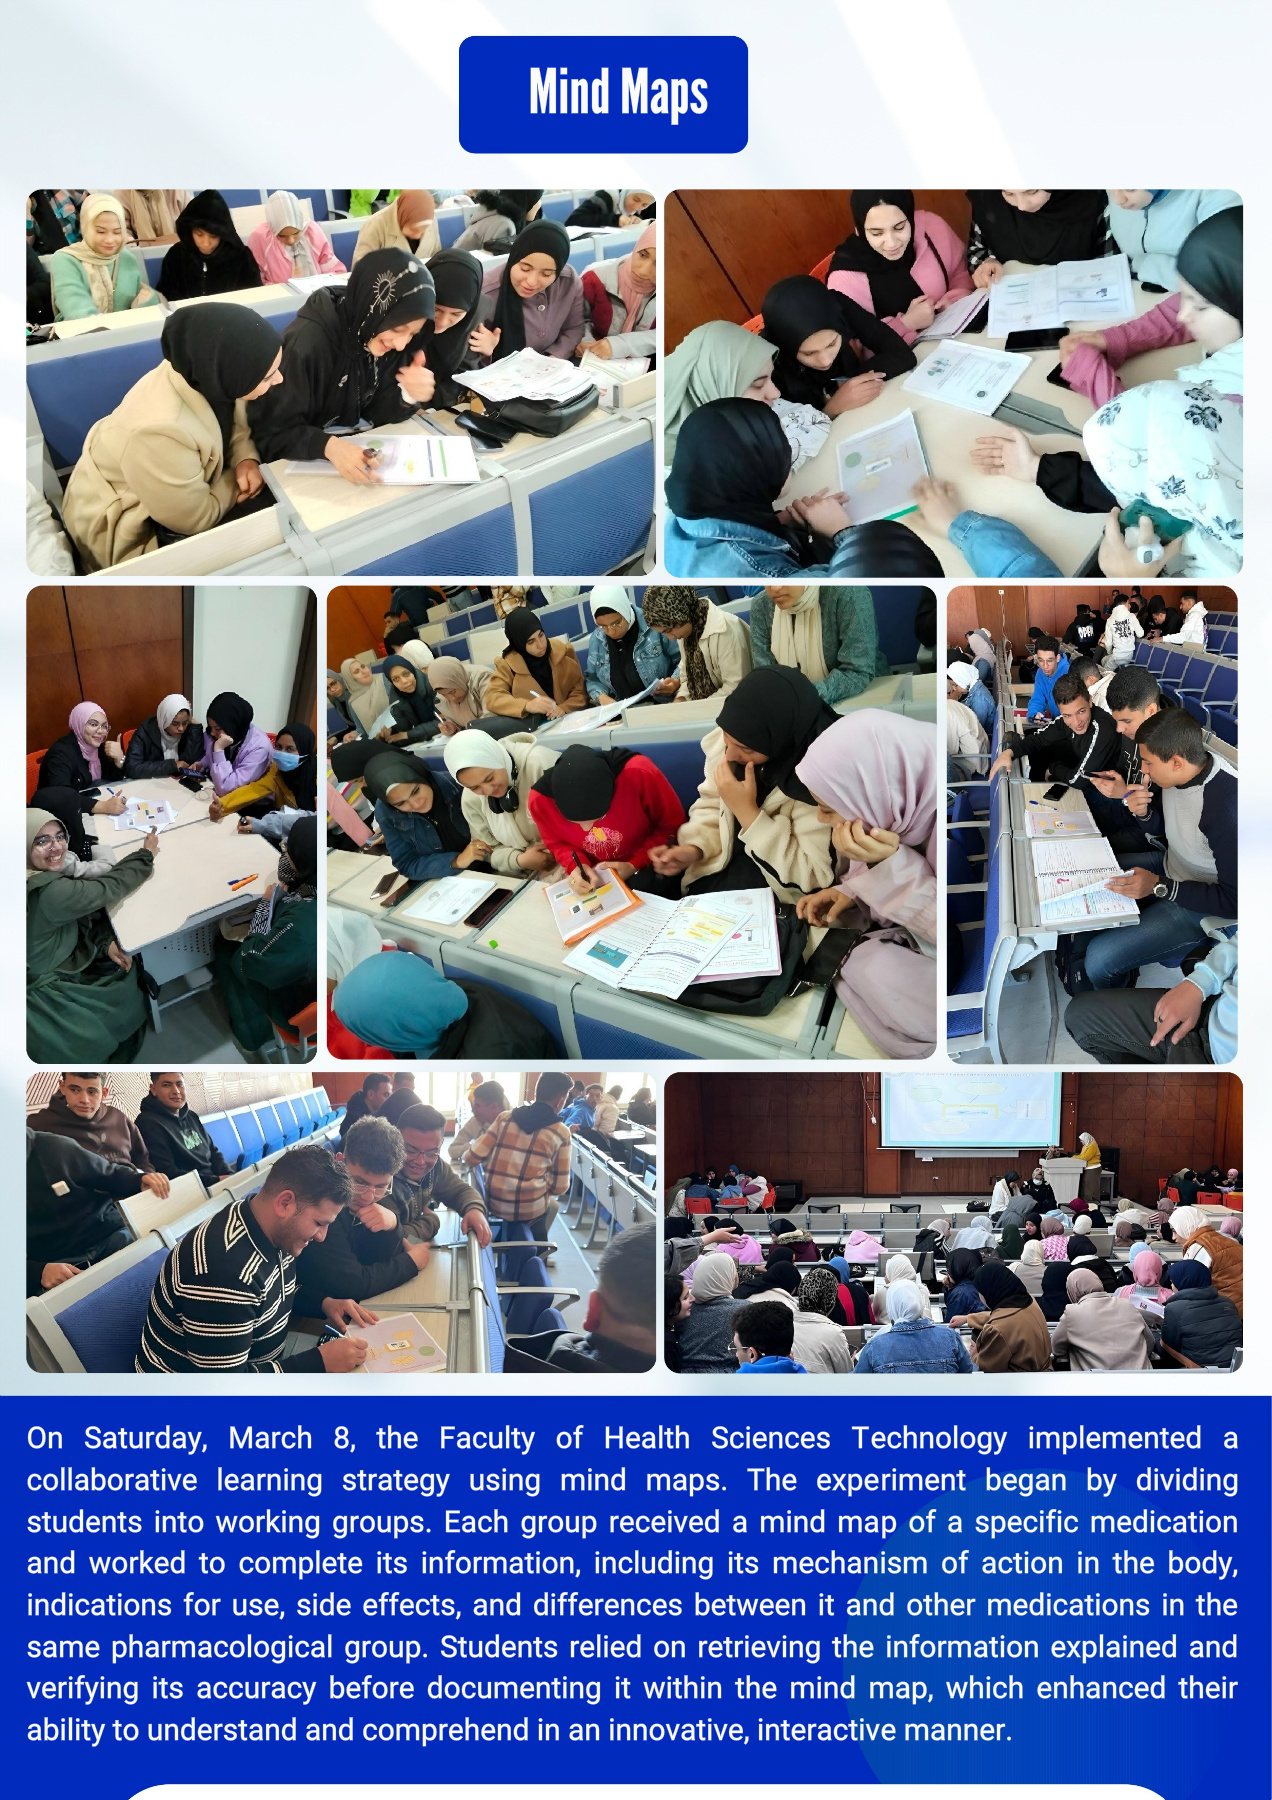 Mind Maps
OPEN
On Saturday, March 8, the Faculty of Health Sciences Technology implemented a
collaborative learning strategy using mind maps. The experiment began by dividing
students into working groups. Each group received a mind map of a specific medication
and worked to complete its information, including its mechanism of action in the body,
indications for use, side effects, and differences between it and other medications in the
same pharmacological group. Students relied on retrieving the information explained and
verifying its accuracy before documenting it within the mind map, which enhanced their
ability to understand and comprehend in an innovative, interactive manner.